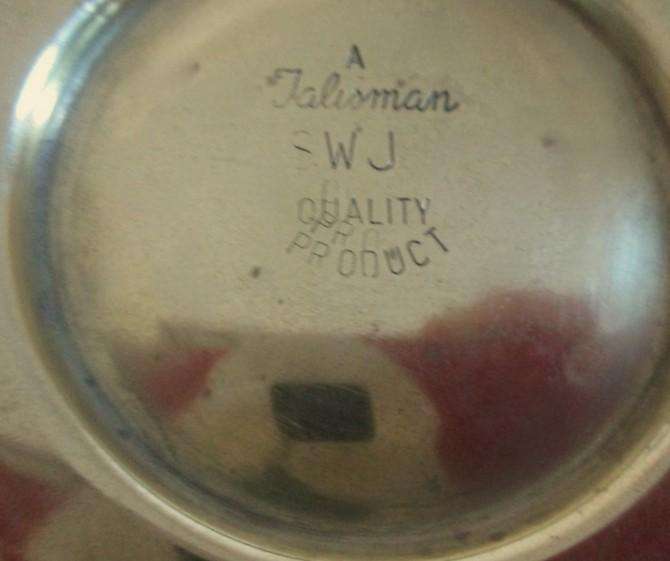 A
Talisman
SWJ
QUALITY
PRODUCT